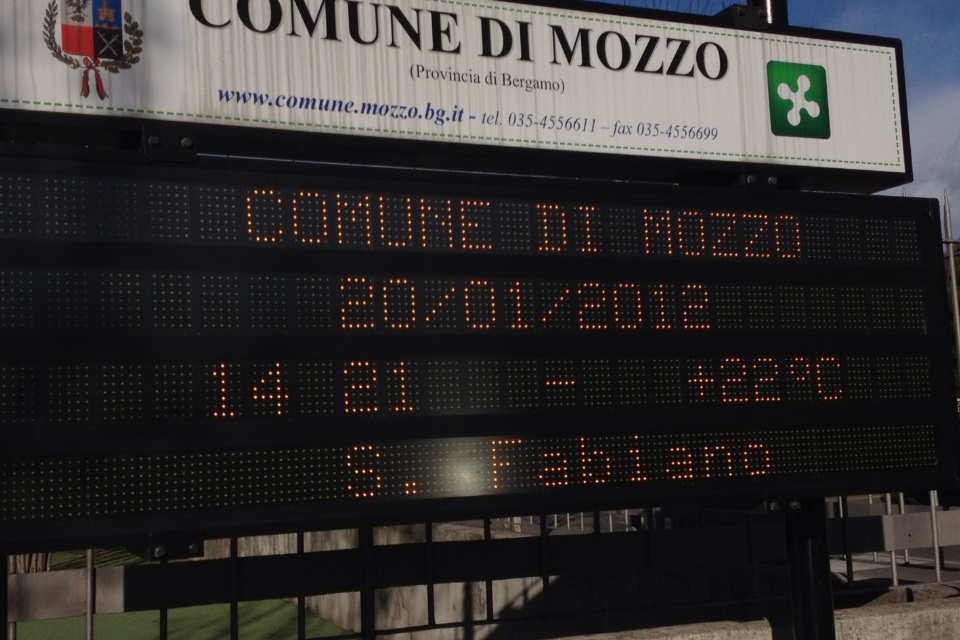 COMUNE DI MOZZO
(Provincia di Bergamo)
www.comune.mozzo.bg.it - tel. 035-4556611 – fax 035-4556699
COMUNE DI MOZZO
20/01/2012
14 21 - +22°C
S. Fabiano